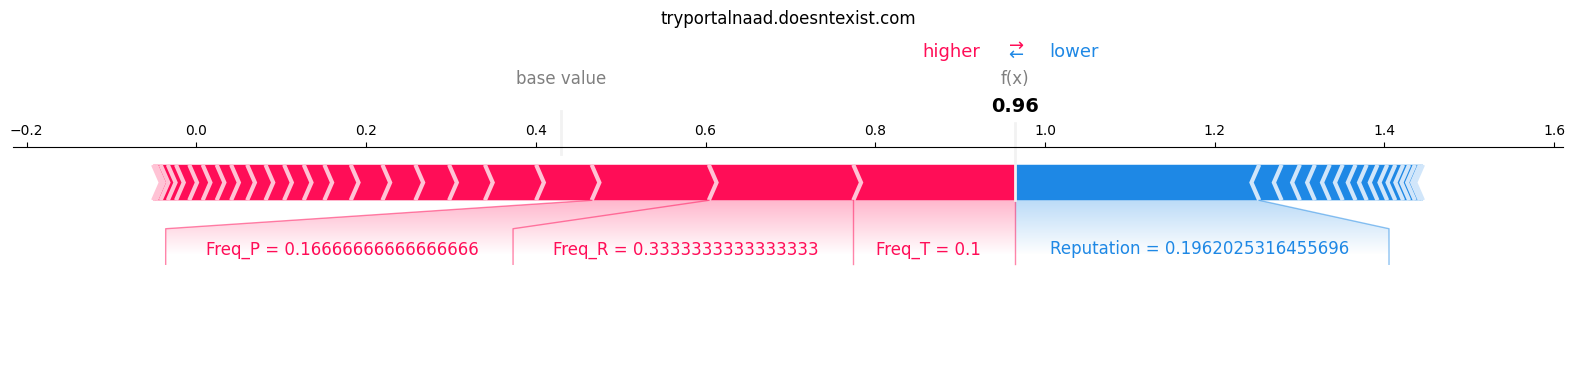 tryportalnaad.doesntexist.com
higher ⇄ lower
base value f(x)
0.96
−0.2 0.0 0.2 0.4 0.6 0.8 1.0 1.2 1.4 1.6
Freq_P = 0.16666666666666666 Freq_R = 0.3333333333333333 Freq_T = 0.1 Reputation = 0.1962025316455696